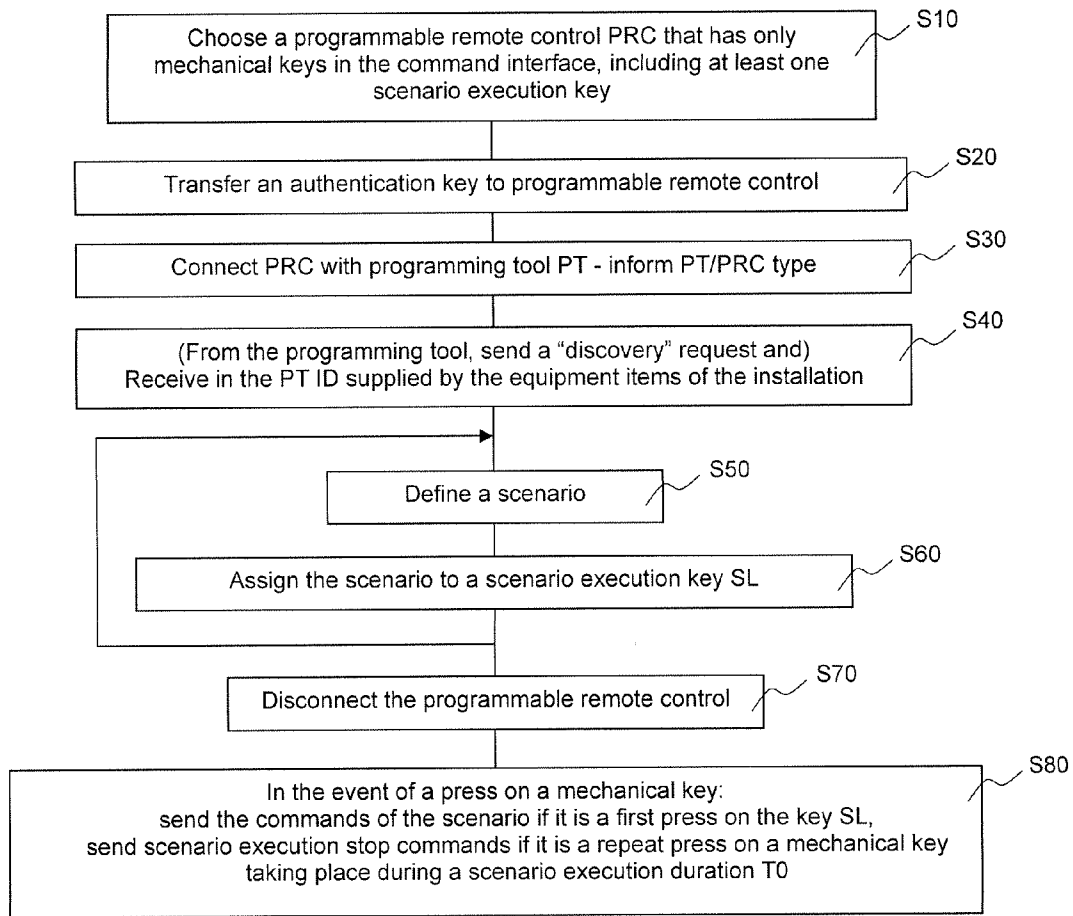 S10
Choose a programmable remote control PRC that has only
mechanical keys in the command interface, including at least one
scenario execution key
S20
Transfer an authentication key to programmable remote control
S30
Connect PRC with programming tool PT - inform PT/PRC type
S40
(From the programming tool, send a “discovery” request and)
Receive in the PT ID supplied by the equipment items of the installation
S50
Define a scenario
S60
Assign the scenario to a scenario execution key SL
S70
Disconnect the programmable remote control
S80
In the event of a press on a mechanical key:
send the commands of the scenario if it is a first press on the key SL,
send scenario execution stop commands if it is a repeat press on a mechanical key
taking place during a scenario execution duration T0